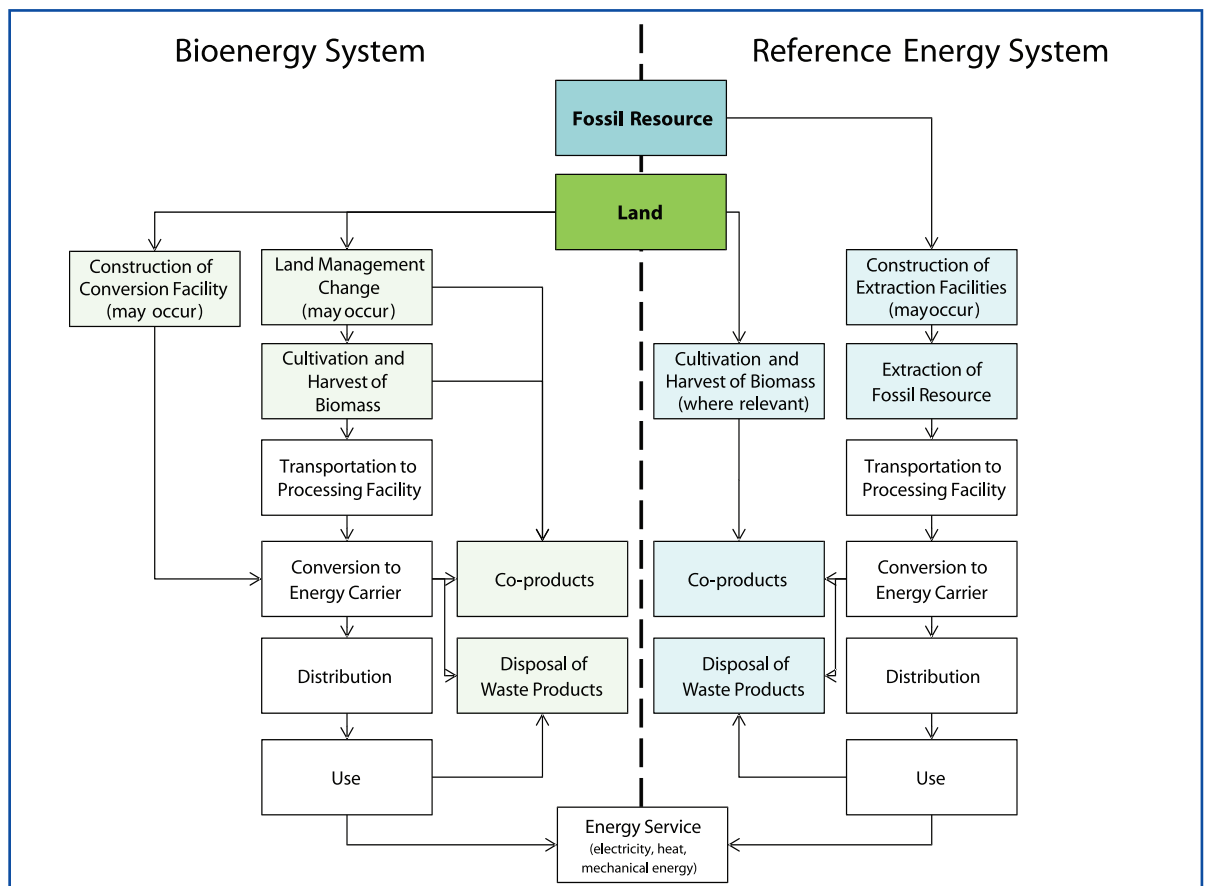 Bioenergy System
Reference Energy System
Fossil Resource
Land
Construction of
Conversion Facility
(may occur)
Land Management
Change
(may occur)
Construction of
Extraction Facilities
(may occur)
Cultivation and
Harvest of
Biomass
Cultivation and
Harvest of Biomass
(where relevant)
Extraction of
Fossil Resource
Transportation to
Processing Facility
Transportation to
Processing Facility
Conversion to
Energy Carrier
Co-products
Co-products
Conversion to
Energy Carrier
Distribution
Disposal of
Waste Products
Disposal of
Waste Products
Distribution
Use
Use
Energy Service
(electricity, heat,
mechanical energy)